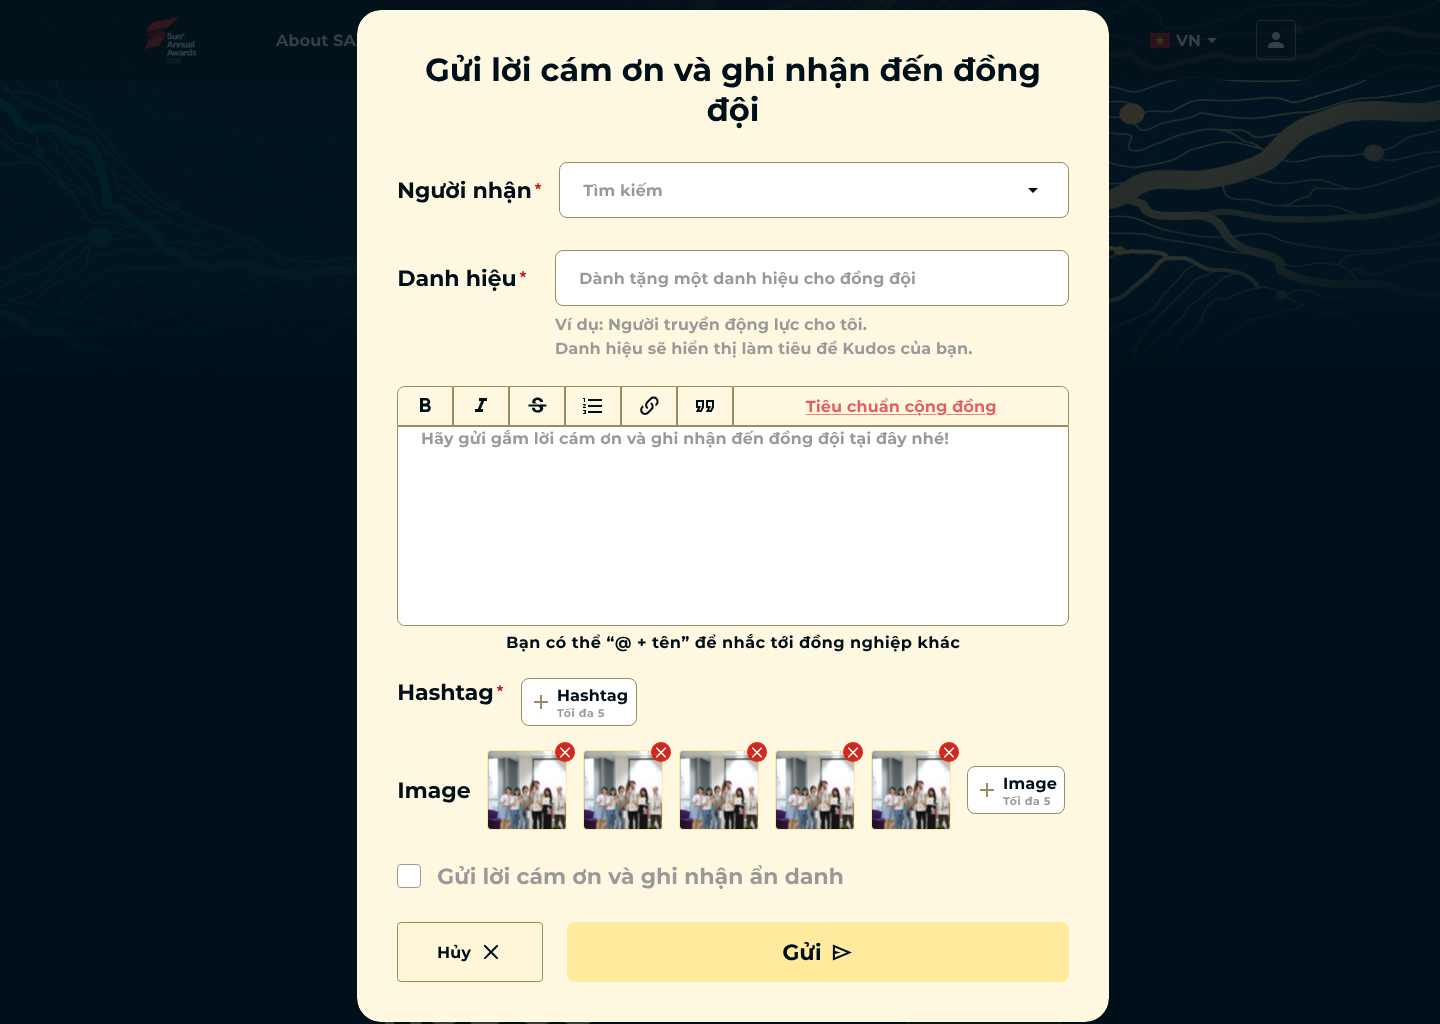 Sun*
Annual
Awards
About SA
VN
Gửi lời cám ơn và ghi nhận đến đồng
đội
Người nhận*
Tìm kiếm
Danh hiệu*
Dành tặng một danh hiệu cho đồng đội
Ví dụ: Người truyền động lực cho tôi.
Danh hiệu sẽ hiển thị làm tiêu đề Kudos của bạn.
Tiêu chuẩn cộng đồng
Hãy gửi gắm lời cám ơn và ghi nhận đến đồng đội tại đây nhé!
Bạn có thể “@ + tên” để nhắc tới đồng nghiệp khác
Hashtag*
Hashtag
Tối đa 5
Image
Image
Tối đa 5
Gửi lời cám ơn và ghi nhận ẩn danh
Hủy
Gửi